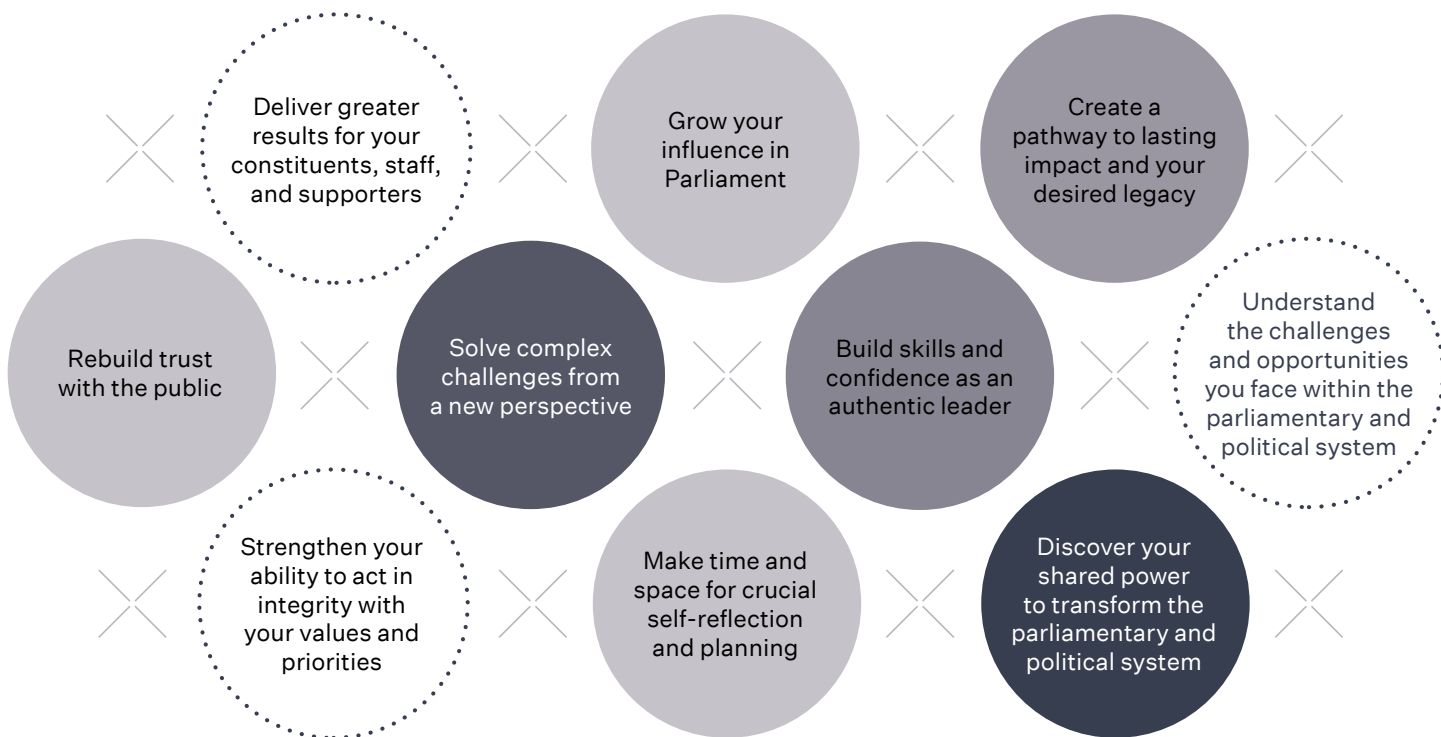 Deliver greater
results for your
constituents, staff,
and supporters
Grow your
influence in
Parliament
Create a
pathway to lasting
impact and your
desired legacy
Rebuild trust
with the public
Solve complex
challenges from
a new perspective
Build skills and
confidence as an
authentic leader
Understand
the challenges
and opportunities
you face within the
parliamentary and
political system
Strengthen your
ability to act in
integrity with
your values and
priorities
Make time and
space for crucial
self-reflection
and planning
Discover your
shared power
to transform the
parliamentary and
political system